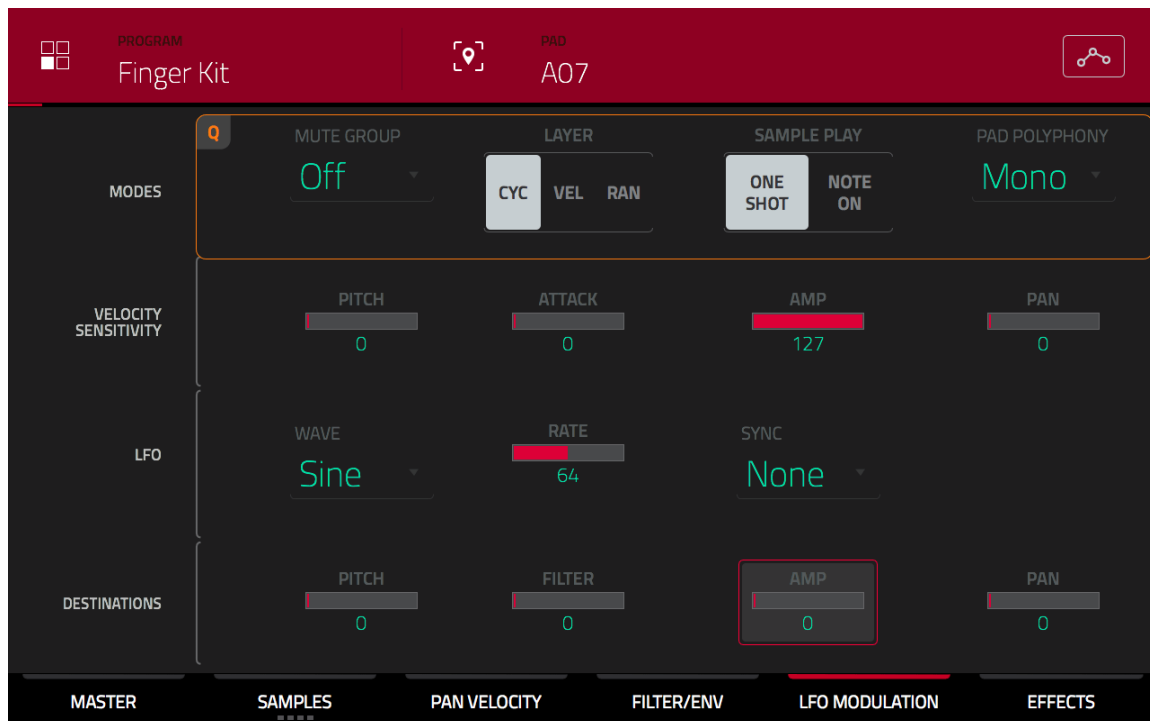 PROGRAM
Finger Kit
PAD
A07
Q
MODES
MUTE GROUP
Off
LAYER
CYC VEL RAN
SAMPLE PLAY
ONE SHOT
NOTE ON
PAD POLYPHONY
Mono
VELOCITY
SENSITIVITY
PITCH
0
ATTACK
0
AMP
127
PAN
0
LFO
WAVE
Sine
RATE
64
SYNC
None
DESTINATIONS
PITCH
0
FILTER
0
AMP
0
PAN
0
MASTER SAMPLES PAN VELOCITY FILTER/ENV LFO MODULATION EFFECTS